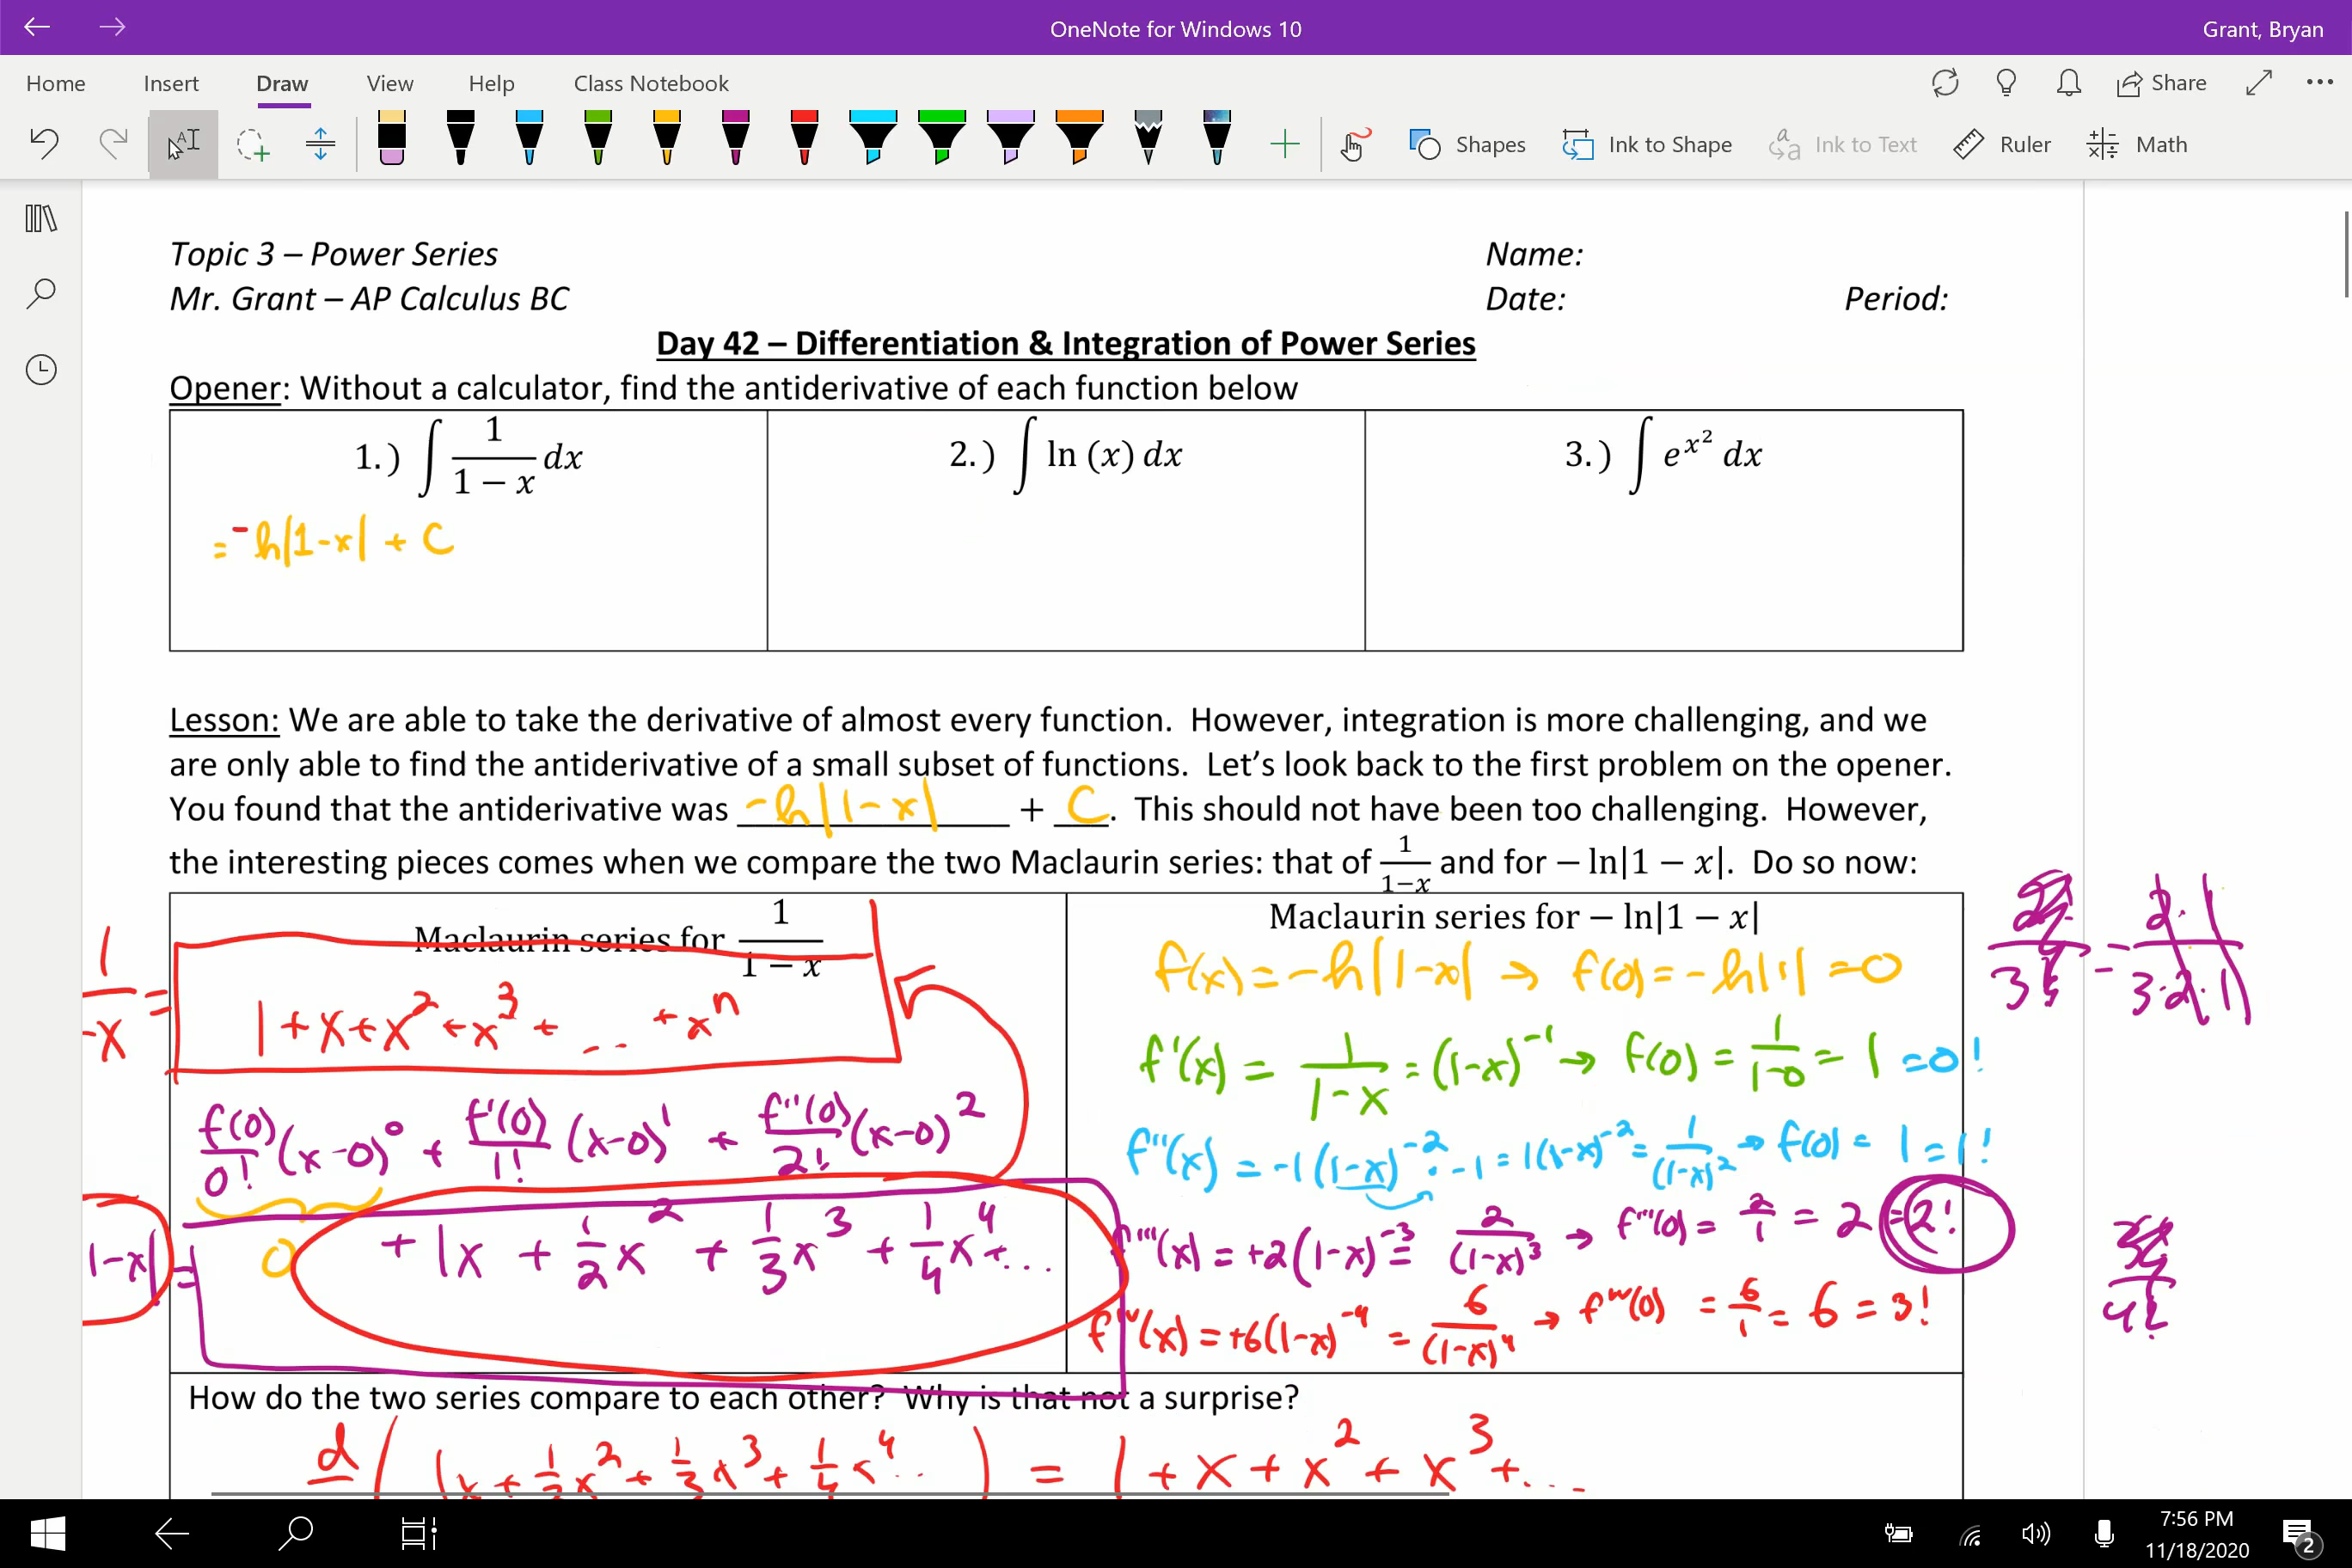 OneNote for Windows 10
Grant, Bryan
Home Insert Draw View Help Class Notebook
Share
Shapes Ink to Shape Ink to Text Ruler Math
Topic 3 – Power Series Name:
Mr. Grant – AP Calculus BC Date: Period:
Day 42 – Differentiation & Integration of Power Series
Opener: Without a calculator, find the antiderivative of each function below
1.) ∫ 1/(1 − x) dx
= -ln|1-x| + C
2.) ∫ ln (x) dx
3.) ∫ e^(x²) dx
Lesson: We are able to take the derivative of almost every function. However, integration is more challenging, and we
are only able to find the antiderivative of a small subset of functions. Let's look back to the first problem on the opener.
You found that the antiderivative was -ln|1-x| + C. This should not have been too challenging. However,
the interesting pieces comes when we compare the two Maclaurin series: that of 1/(1−x) and for − ln|1 − x|. Do so now:
Maclaurin series for 1/(1 − x)
1/-x = 1+x+x²+x³+ ... +xⁿ
f(0)/0! (x-0)⁰ + f'(0)/1! (x-0)¹ + f''(0)/2! (x-0)²
1-x| = 0 + 1x + 1/2 x² + 1/3 x³ + 1/4 x⁴+...
Maclaurin series for − ln|1 − x|
f(x) = -ln|1-x| → f(0) = -ln|1| = 0
f'(x) = 1/(1-x) = (1-x)⁻¹ → f(0) = 1/(1-0) = 1 =0!
f''(x) = -1(1-x)⁻² · -1 = 1(1-x)⁻² = 1/(1-x)² → f(0) = 1 = 1!
f'''(x) = +2(1-x)⁻³ = 2/(1-x)³ → f'''(0) = 2/1 = 2 = 2!
f''''(x) = +6(1-x)⁻⁴ = 6/(1-x)⁴ → f''''(0) = 6/1 = 6 = 3!
2!/3! = 2·1/3·2·1
3!/4!
How do the two series compare to each other? Why is that not a surprise?
d ( 1x + 1/2 x² + 1/3 x³ + 1/4 x⁴ ... ) = 1 + x + x² + x³ + ...
7:56 PM
11/18/2020
2